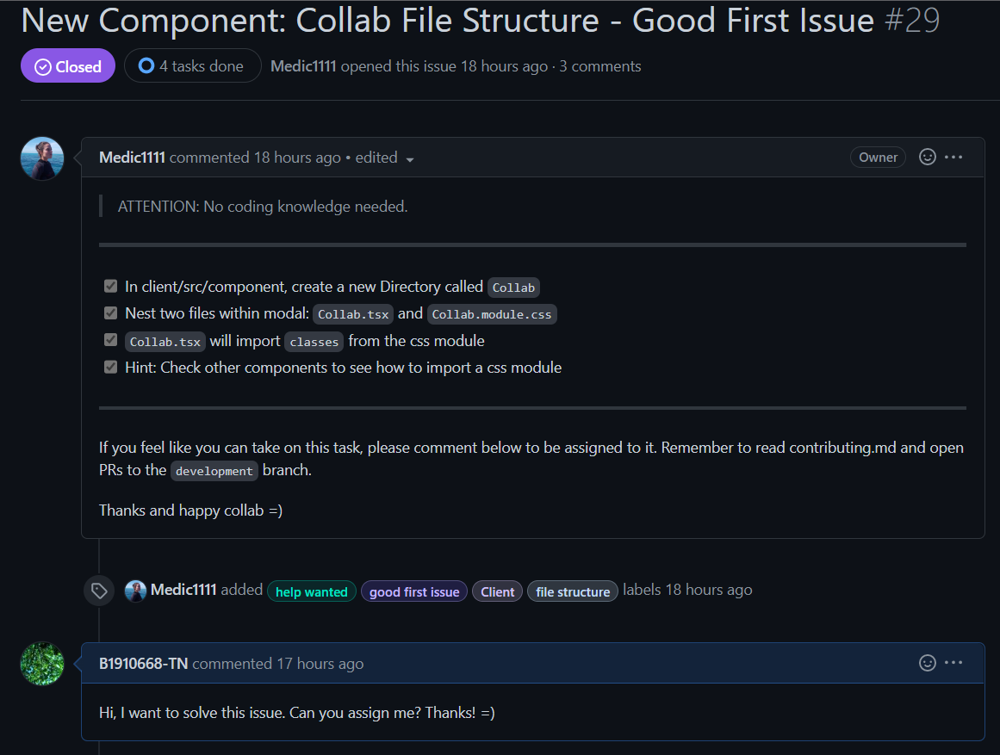 New Component: Collab File Structure - Good First Issue #29
Closed
4 tasks done
Medic1111 opened this issue 18 hours ago · 3 comments
Medic1111 commented 18 hours ago • edited
Owner
ATTENTION: No coding knowledge needed.
In client/src/component, create a new Directory called Collab
Nest two files within modal: Collab.tsx and Collab.module.css
Collab.tsx will import classes from the css module
Hint: Check other components to see how to import a css module
If you feel like you can take on this task, please comment below to be assigned to it. Remember to read contributing.md and open
PRs to the development branch.
Thanks and happy collab =)
Medic1111 added help wanted good first issue Client file structure labels 18 hours ago
B1910668-TN commented 17 hours ago
Hi, I want to solve this issue. Can you assign me? Thanks! =)